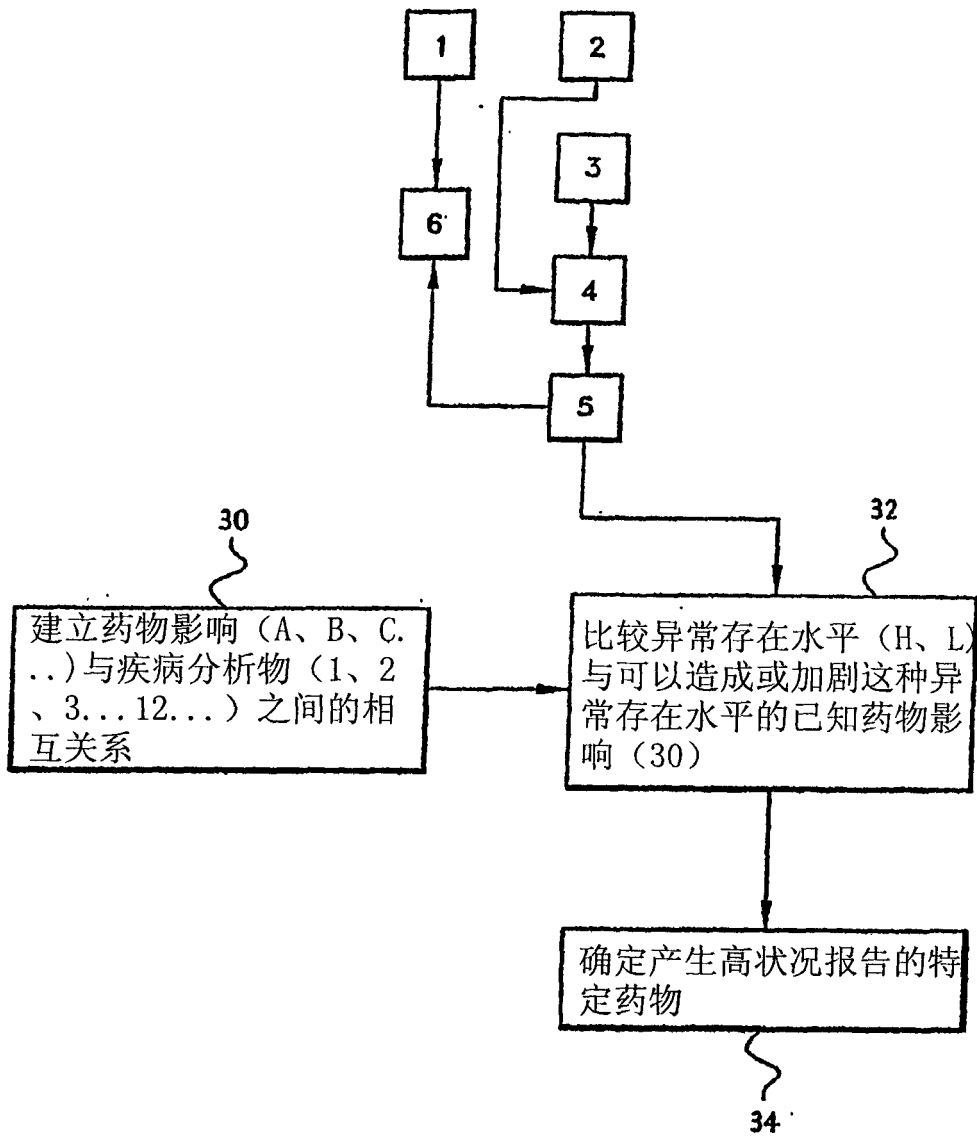 1
2
3
6
4
5
30
32
建立药物影响（A、B、C.
..）与疾病分析物（1、2
、3...12...）之间的相
互关系
比较异常存在水平（H、L）
与可以造成或加剧这种异
常存在水平的已知药物影
响（30）
确定产生高状况报告的特
定药物
34